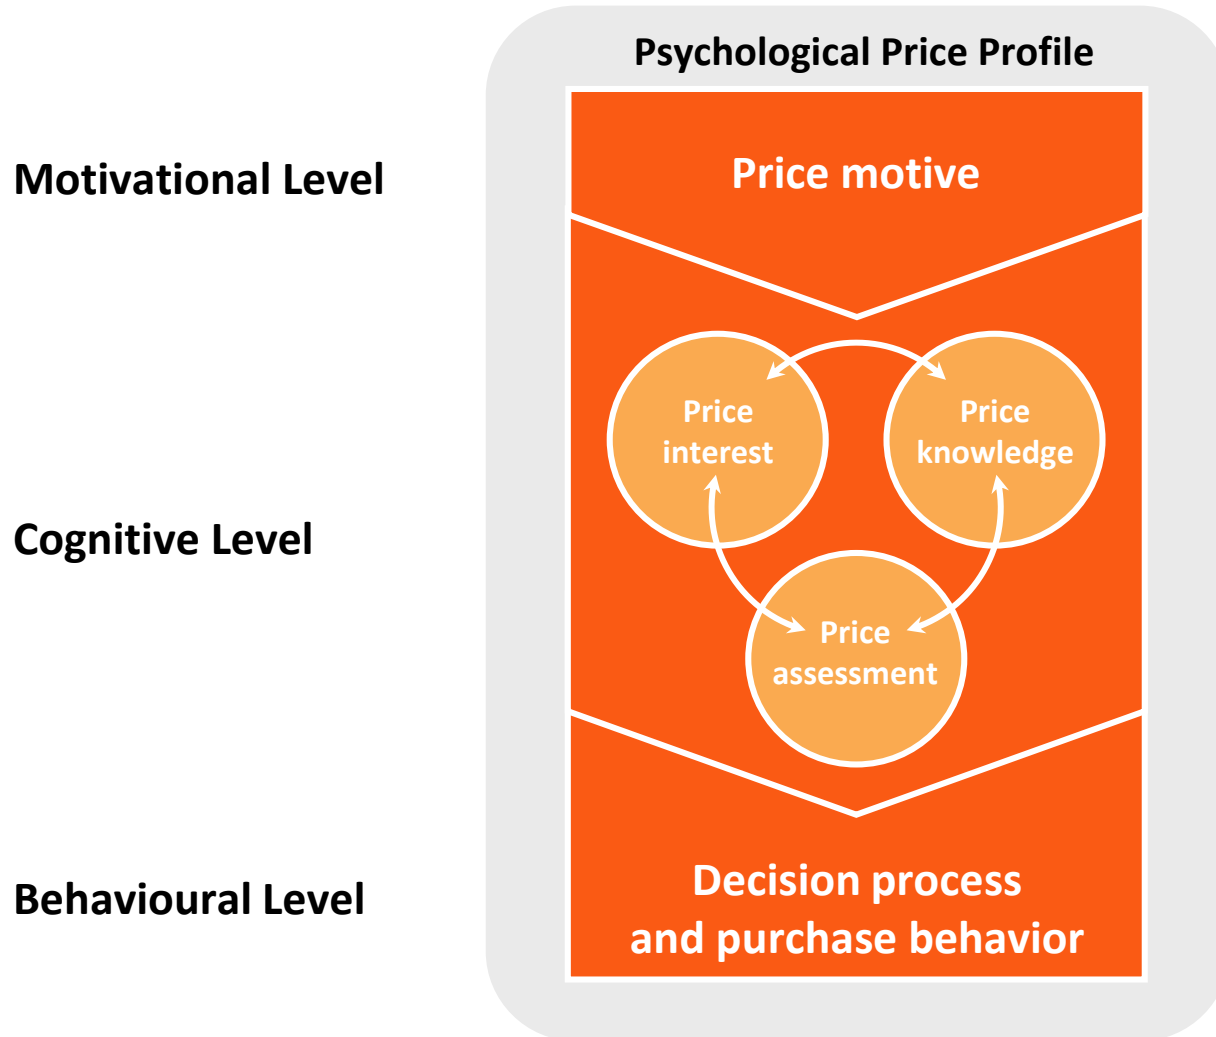 Psychological Price Profile
Motivational Level
Price motive
Price
interest
Price
knowledge
Cognitive Level
Price
assessment
Behavioural Level
Decision process
and purchase behavior